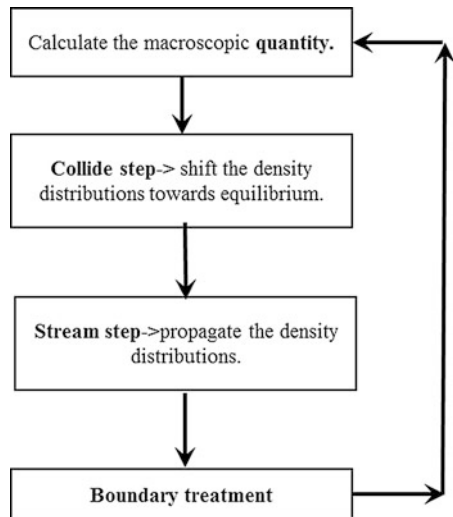 Calculate the macroscopic quantity.
Collide step-> shift the density
distributions towards equilibrium.
Stream step->propagate the density
distributions.
Boundary treatment